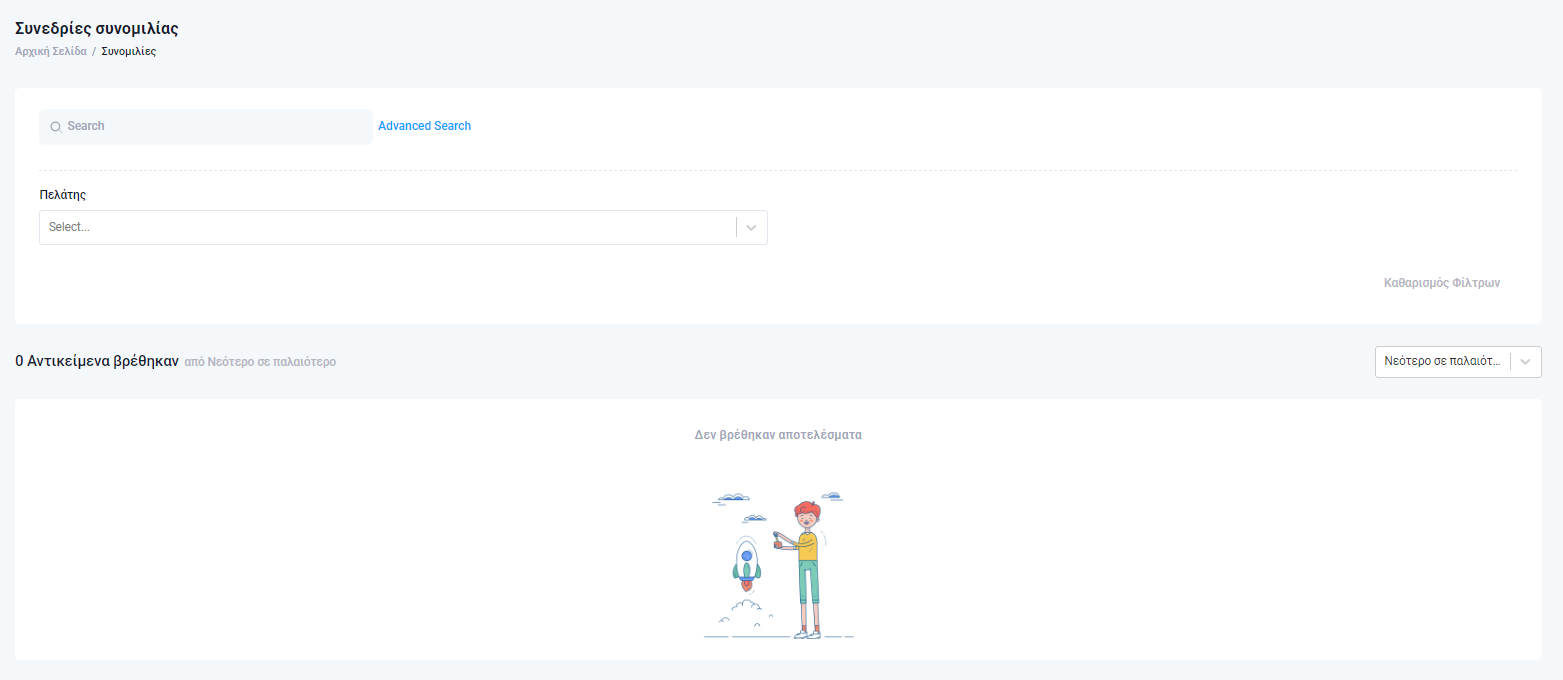 Συνεδρίες συνομιλίας
Αρχική Σελίδα / Συνομιλίες
Search Advanced Search
Πελάτης
Select...
Καθαρισμός Φίλτρων
0 Αντικείμενα βρέθηκαν από Νεότερο σε παλαιότερο
Νεότερο σε παλαιότ...
Δεν βρέθηκαν αποτελέσματα